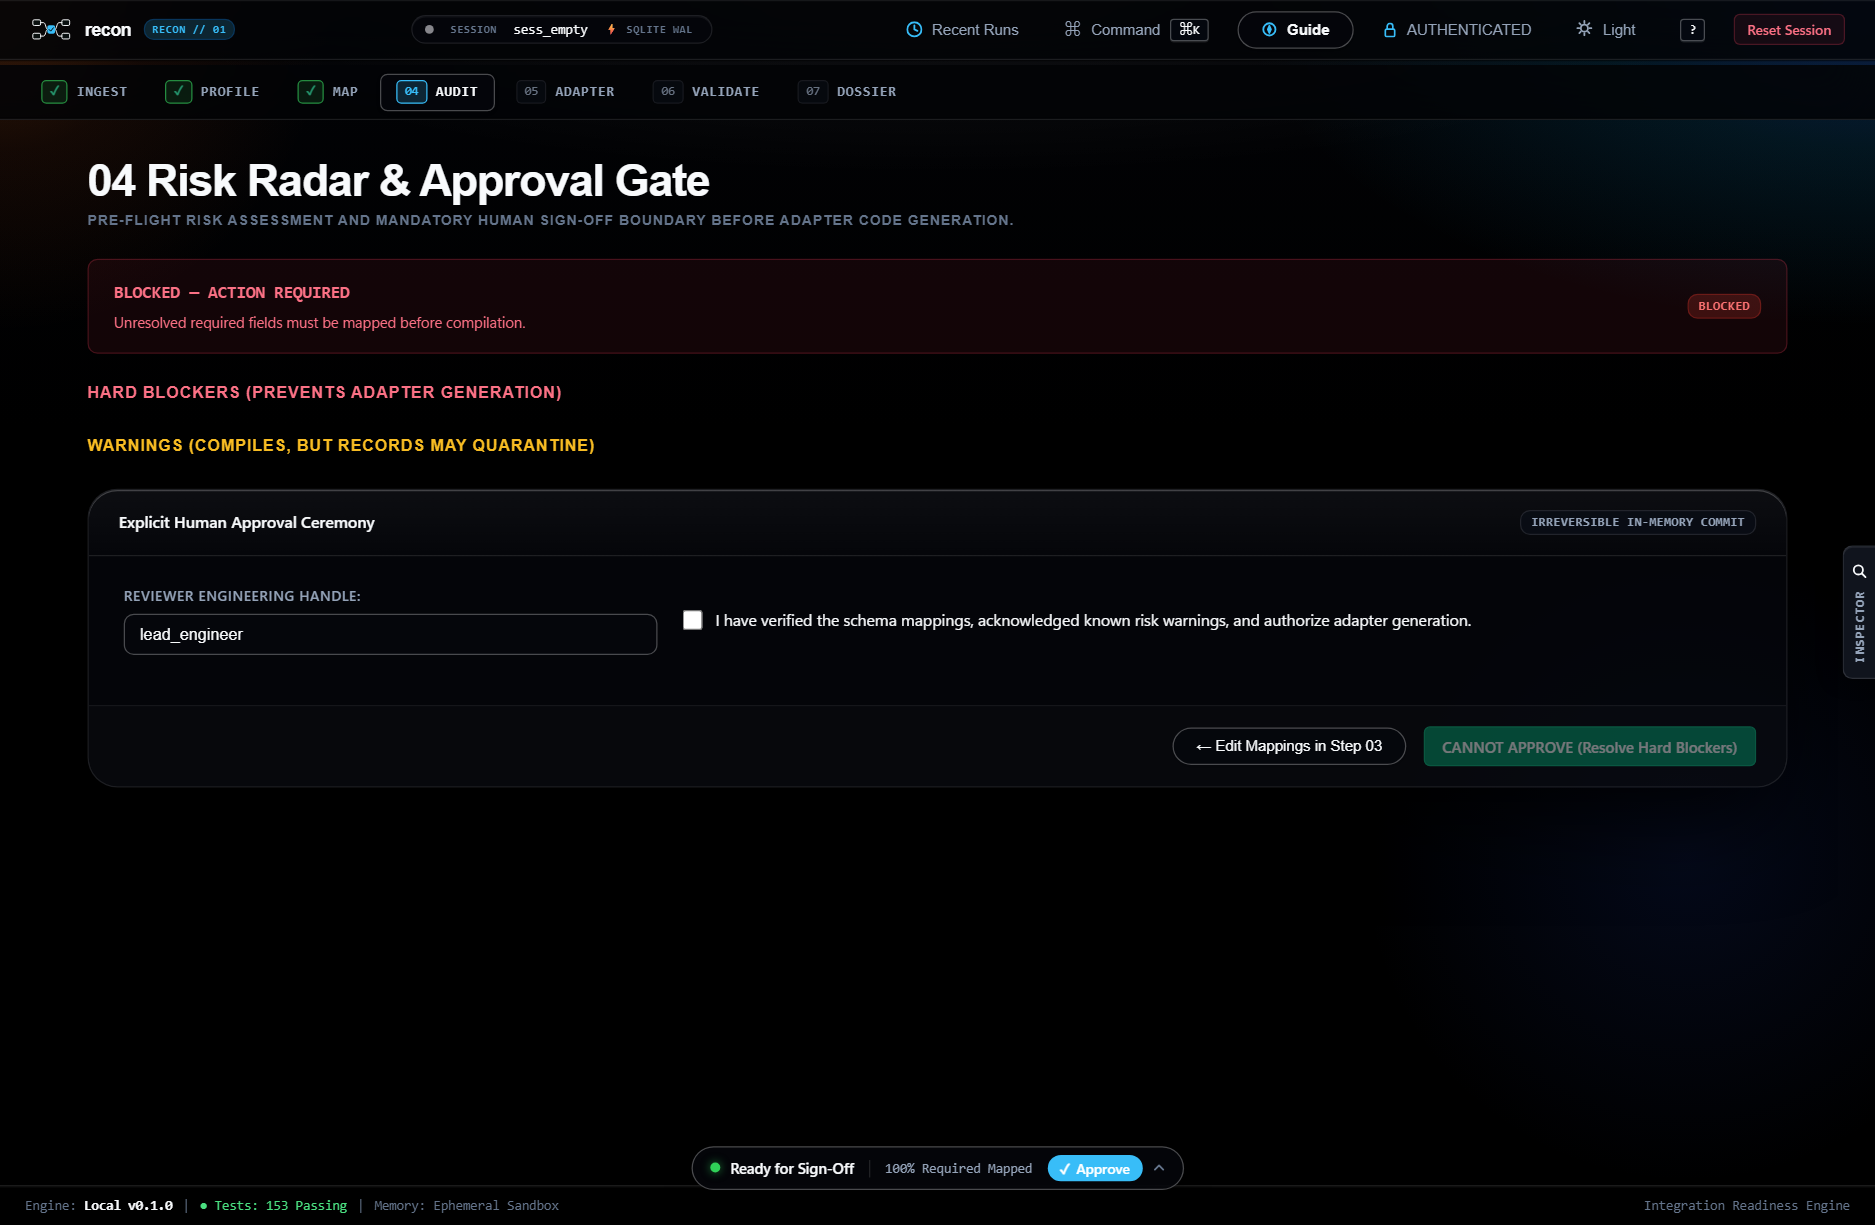 recon
RECON // 01
SESSION sess_empty SQLITE WAL
Recent Runs
Command ⌘K
Guide
AUTHENTICATED
Light
?
Reset Session
✓ INGEST
✓ PROFILE
✓ MAP
04 AUDIT
05 ADAPTER
06 VALIDATE
07 DOSSIER
04 Risk Radar & Approval Gate
PRE-FLIGHT RISK ASSESSMENT AND MANDATORY HUMAN SIGN-OFF BOUNDARY BEFORE ADAPTER CODE GENERATION.
BLOCKED — ACTION REQUIRED
Unresolved required fields must be mapped before compilation.
BLOCKED
HARD BLOCKERS (PREVENTS ADAPTER GENERATION)
WARNINGS (COMPILES, BUT RECORDS MAY QUARANTINE)
Explicit Human Approval Ceremony
IRREVERSIBLE IN-MEMORY COMMIT
REVIEWER ENGINEERING HANDLE:
lead_engineer
I have verified the schema mappings, acknowledged known risk warnings, and authorize adapter generation.
← Edit Mappings in Step 03
CANNOT APPROVE (Resolve Hard Blockers)
INSPECTOR
Ready for Sign-Off
100% Required Mapped
✓ Approve
Engine: Local v0.1.0 | ● Tests: 153 Passing | Memory: Ephemeral Sandbox
Integration Readiness Engine